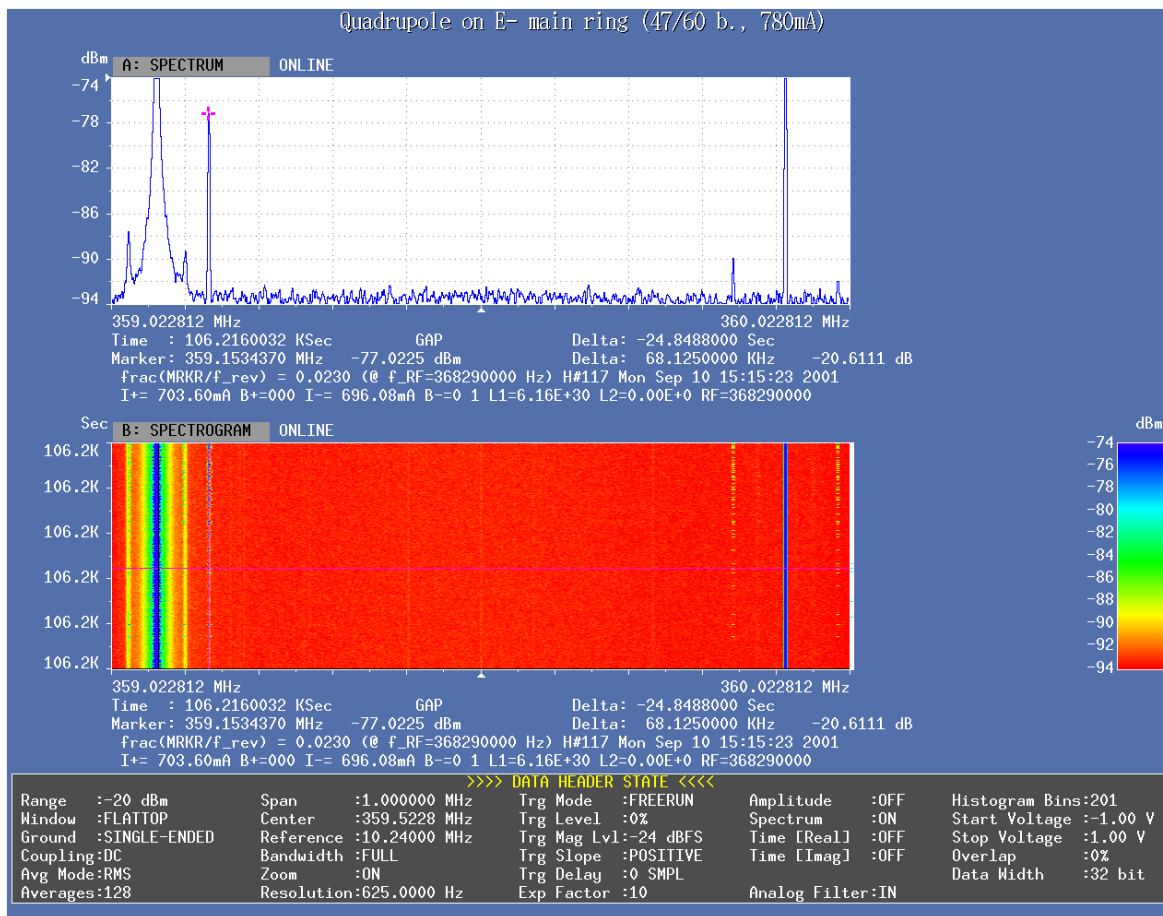 Quadrupole on E- main ring (47/60 b., 780mA)
dBm
A: SPECTRUM ONLINE
-74
-78
-82
-86
-90
-94
359.022812 MHz 360.022812 MHz
Time : 106.2160032 KSec GAP Delta: -24.8488000 Sec
Marker: 359.1534370 MHz -77.0225 dBm Delta: 68.1250000 KHz -20.6111 dB
frac(MRKR/f_rev) = 0.0230 (@ f_RF=368290000 Hz) H#117 Mon Sep 10 15:15:23 2001
I+= 703.60mA B+=000 I-= 696.08mA B-=0 1 L1=6.16E+30 L2=0.00E+0 RF=368290000
Sec
B: SPECTROGRAM ONLINE
dBm
106.2K
106.2K
106.2K
106.2K
106.2K
106.2K
-74
-76
-78
-80
-82
-84
-86
-88
-90
-92
-94
359.022812 MHz 360.022812 MHz
Time : 106.2160032 KSec GAP Delta: -24.8488000 Sec
Marker: 359.1534370 MHz -77.0225 dBm Delta: 68.1250000 KHz -20.6111 dB
frac(MRKR/f_rev) = 0.0230 (@ f_RF=368290000 Hz) H#117 Mon Sep 10 15:15:23 2001
I+= 703.60mA B+=000 I-= 696.08mA B-=0 1 L1=6.16E+30 L2=0.00E+0 RF=368290000
>>>> DATA HEADER STATE <<<<
Range :-20 dBm Span :1.000000 MHz Trg Mode :FREERUN Amplitude :OFF Histogram Bins:201
Window :FLATTOP Center :359.5228 MHz Trg Level :0% Spectrum :ON Start Voltage :-1.00 V
Ground :SINGLE-ENDED Reference :10.24000 MHz Trg Mag Lvl:-24 dBFS Time [Real] :OFF Stop Voltage :1.00 V
Coupling:DC Bandwidth :FULL Trg Slope :POSITIVE Time [Imag] :OFF Overlap :0%
Avg Mode:RMS Zoom :ON Trg Delay :0 SMPL Data Width :32 bit
Averages:128 Resolution:625.0000 Hz Exp Factor :10 Analog Filter:IN